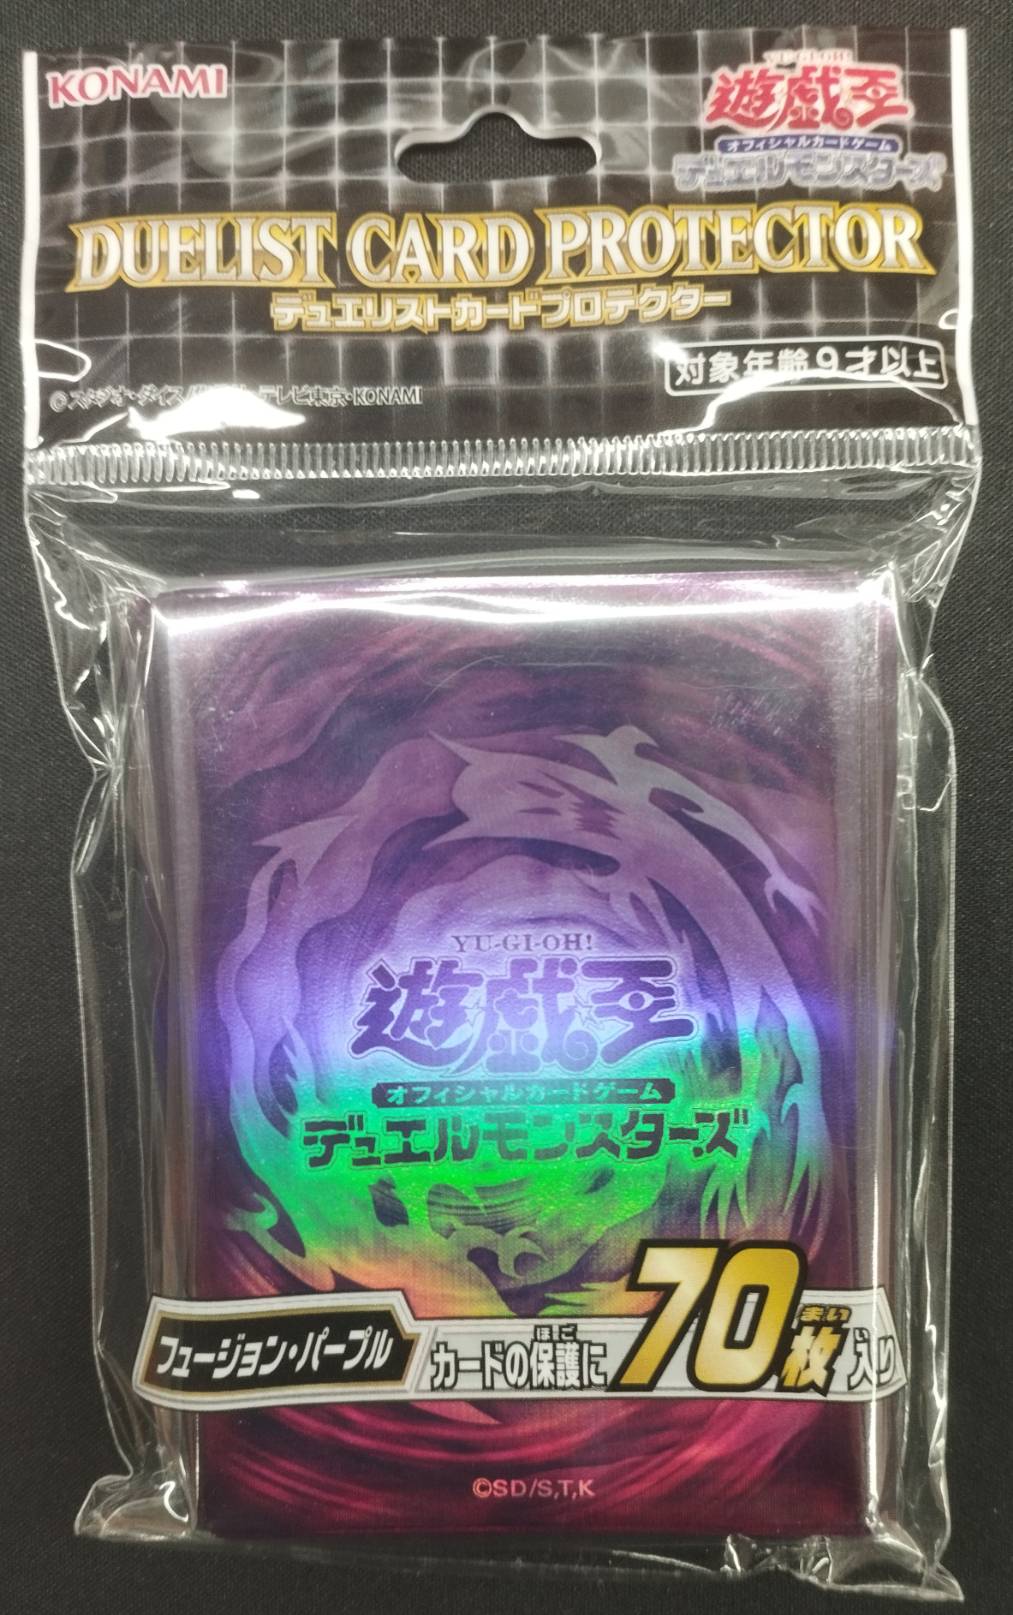 KONAMI
YU-GI-OH!
遊戯王
オフィシャルカードゲーム
デュエルモンスターズ
DUELIST CARD PROTECTOR
デュエリストカードプロテクター
対象年齢9才以上
©スタジオ・ダイス/ テレビ東京・KONAMI
YU-GI-OH!
遊戯王
オフィシャルカードゲーム
デュエルモンスターズ
フュージョン・パープル
ほご
まい
カードの保護に70枚入り
©SD/S,T,K